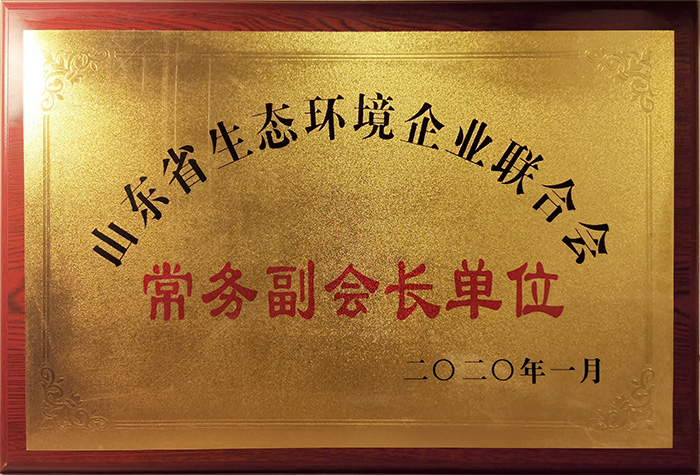 山东省生态环境企业联合会
常务副会长单位
二〇二〇年一月